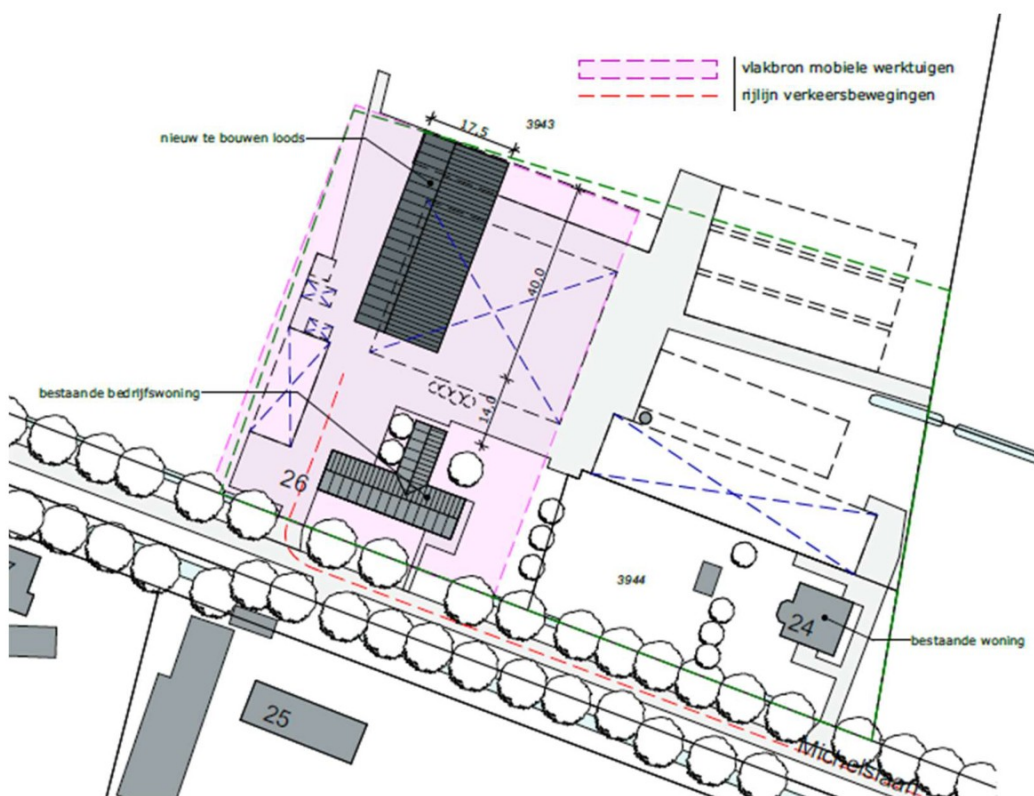 vlakbron mobiele werktuigen
rijlijn verkeersbewegingen
17,5
3943
nieuw te bouwen loods
40,0
bestaande bedrijfswoning
14,0
26
3944
24
bestaande woning
25
Michelslaan